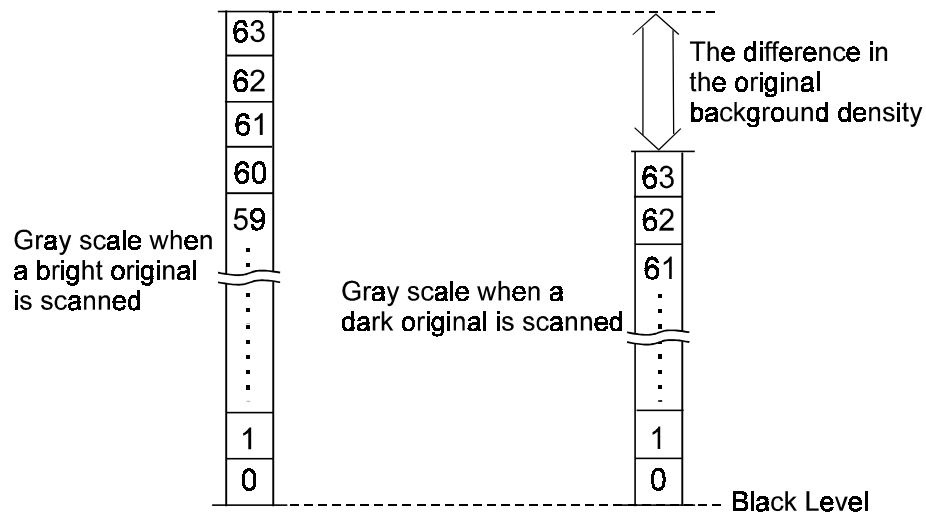 63
62
61
60
59
1
0
Gray scale when
a bright original
is scanned
Gray scale when a
dark original is scanned
63
62
61
1
0
The difference in
the original
background density
Black Level